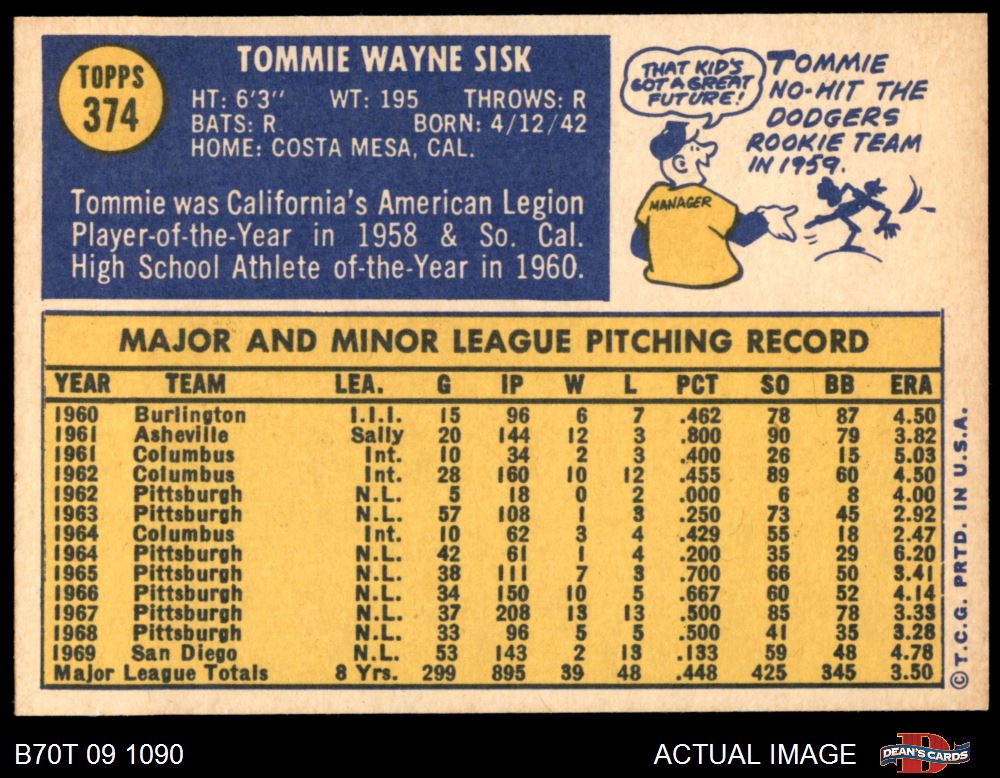 TOPPS
374
TOMMIE WAYNE SISK
HT: 6'3" WT: 195 THROWS: R
BATS: R BORN: 4/12/42
HOME: COSTA MESA, CAL.
Tommie was California's American Legion
Player-of-the-Year in 1958 & So. Cal.
High School Athlete of-the-Year in 1960.
THAT KID'S
GOT A GREAT
FUTURE!
MANAGER
TOMMIE
NO-HIT THE
DODGERS
ROOKIE TEAM
IN 1959.
MAJOR AND MINOR LEAGUE PITCHING RECORD
YEAR TEAM LEA. G IP W L PCT SO BB ERA
1960 Burlington I.I.I. 15 96 6 7 .462 78 87 4.50
1961 Asheville Sally 20 144 12 3 .800 90 79 3.82
1961 Columbus Int. 10 34 2 3 .400 26 15 5.03
1962 Columbus Int. 28 160 10 12 .455 89 60 4.50
1962 Pittsburgh N.L. 5 18 0 2 .000 6 8 4.00
1963 Pittsburgh N.L. 57 108 1 3 .250 73 45 2.92
1964 Columbus Int. 10 62 3 4 .429 55 18 2.47
1964 Pittsburgh N.L. 42 61 1 4 .200 35 29 6.20
1965 Pittsburgh N.L. 38 111 7 3 .700 66 50 3.41
1966 Pittsburgh N.L. 34 150 10 5 .667 60 52 4.14
1967 Pittsburgh N.L. 37 208 13 13 .500 85 78 3.33
1968 Pittsburgh N.L. 33 96 5 5 .500 41 35 3.28
1969 San Diego N.L. 53 143 2 13 .133 59 48 4.78
Major League Totals 8 Yrs. 299 895 39 48 .448 425 345 3.50
©T.C.G. PRTD. IN U.S.A.
B70T 09 1090
ACTUAL IMAGE
DEAN'S CARDS